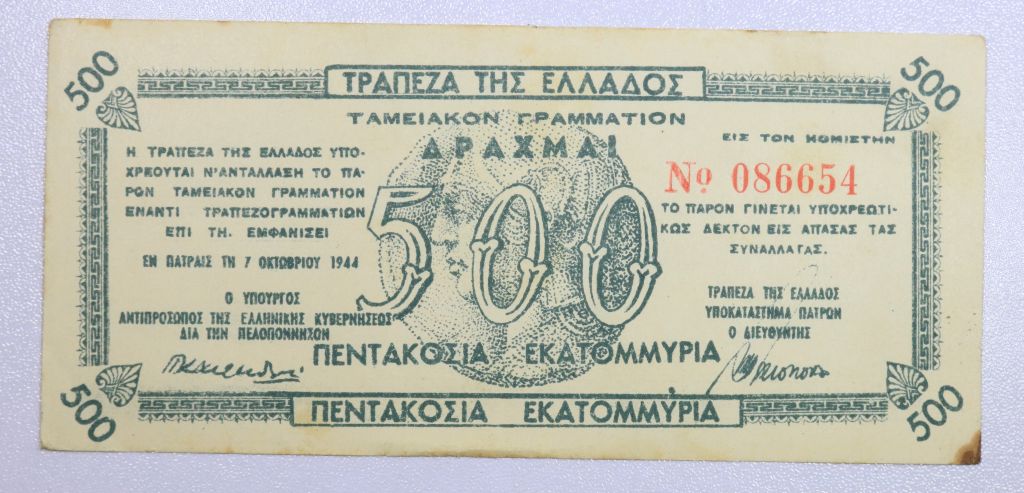 500
500
ΤΡΑΠΕΖΑ ΤΗΣ ΕΛΛΑΔΟΣ
ΤΑΜΕΙΑΚΟΝ ΓΡΑΜΜΑΤΙΟΝ
ΔΡΑΧΜΑΙ
500
Η ΤΡΑΠΕΖΑ ΤΗΣ ΕΛΛΑΔΟΣ ΥΠΟ-
ΧΡΕΟΥΤΑΙ Ν'ΑΝΤΑΛΛΑΣΗ ΤΟ ΠΑ-
ΡΟΝ ΤΑΜΕΙΑΚΟΝ ΓΡΑΜΜΑΤΙΟΝ
ΕΝΑΝΤΙ ΤΡΑΠΕΖΟΓΡΑΜΜΑΤΙΩΝ
ΕΠΙ ΤΗ. ΕΜΦΑΝΙΣΕΙ
ΕΝ ΠΑΤΡΑΙΣ ΤΗ 7 ΟΚΤΩΒΡΙΟΥ 1944
Ο ΥΠΟΥΡΓΟΣ
ΑΝΤΙΠΡΟΣΩΠΟΣ ΤΗΣ ΕΛΛΗΝΙΚΗΣ ΚΥΒΕΡΝΗΣΕΩΣ
ΔΙΑ ΤΗΝ ΠΕΛΟΠΟΝΝΗΣΟΝ
ΕΙΣ ΤΟΝ ΚΟΜΙΣΤΗΝ
Νο 086654
ΤΟ ΠΑΡΟΝ ΓΙΝΕΤΑΙ ΥΠΟΧΡΕΩΤΙ-
ΚΩΣ ΔΕΚΤΟΝ ΕΙΣ ΑΠΑΣΑΣ ΤΑΣ
ΣΥΝΑΛΛΑΓΑΣ.
ΤΡΑΠΕΖΑ ΤΗΣ ΕΛΛΑΔΟΣ
ΥΠΟΚΑΤΑΣΤΗΜΑ ΠΑΤΡΩΝ
Ο ΔΙΕΥΘΥΝΤΗΣ
ΠΕΝΤΑΚΟΣΙΑ ΕΚΑΤΟΜΜΥΡΙΑ
ΠΕΝΤΑΚΟΣΙΑ ΕΚΑΤΟΜΜΥΡΙΑ
500
500